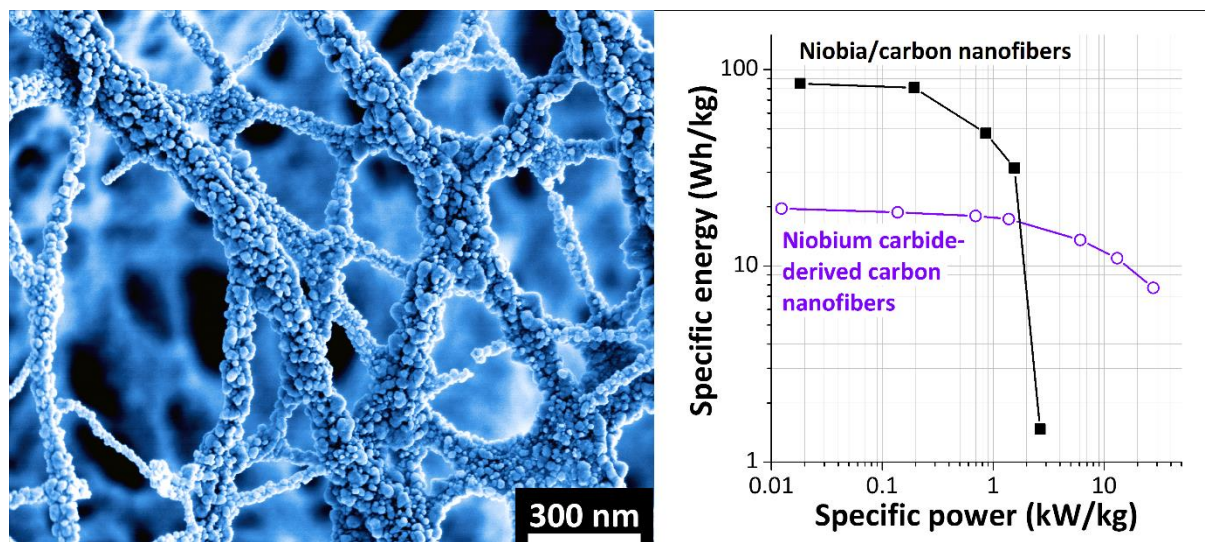 300 nm
Specific energy (Wh/kg)
100
10
1
Niobia/carbon nanofibers
Niobium carbide-
derived carbon
nanofibers
0.01
0.1
1
10
Specific power (kW/kg)